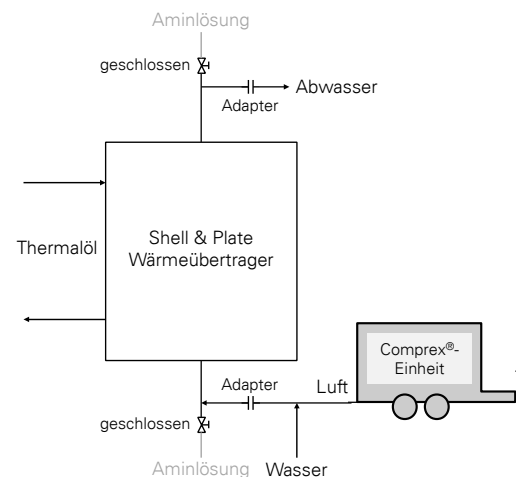 Aminlösung
geschlossen
Abwasser
Adapter
Thermalöl
Shell & Plate
Wärmeübertrager
Comprex®-
Einheit
Adapter
Luft
geschlossen
Aminlösung
Wasser